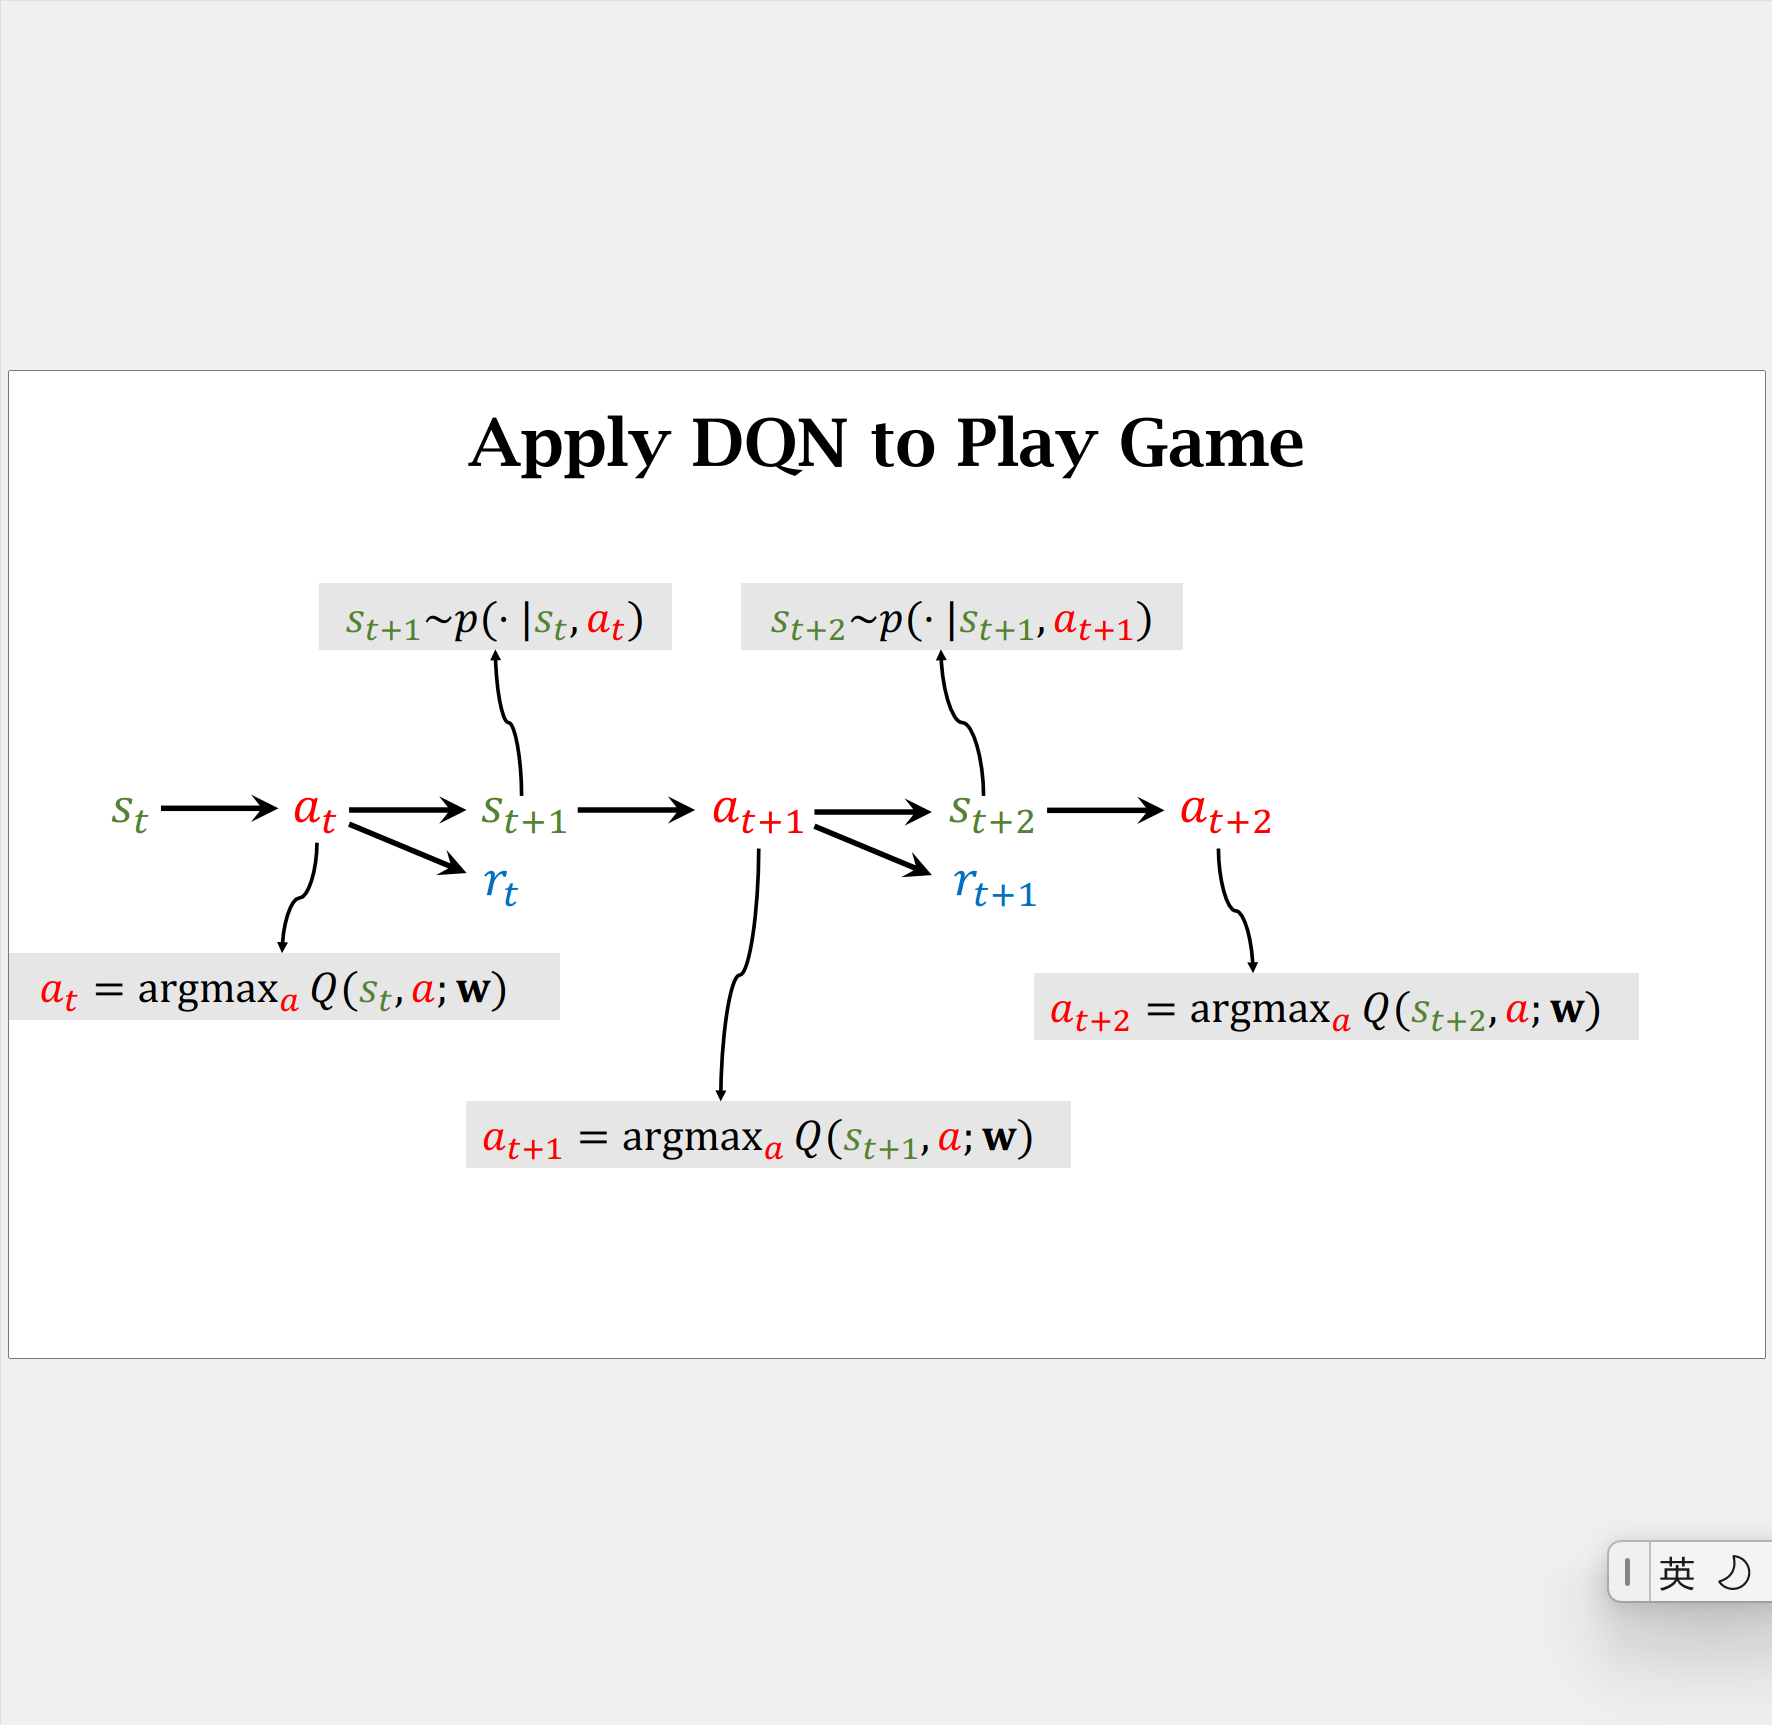 Apply DQN to Play Game
s_{t+1}~p(· |s_t, a_t)
s_{t+2}~p(· |s_{t+1}, a_{t+1})
s_t a_t s_{t+1} a_{t+1} s_{t+2} a_{t+2}
r_t r_{t+1}
a_t = argmax_a Q(s_t, a; w)
a_{t+2} = argmax_a Q(s_{t+2}, a; w)
a_{t+1} = argmax_a Q(s_{t+1}, a; w)
英